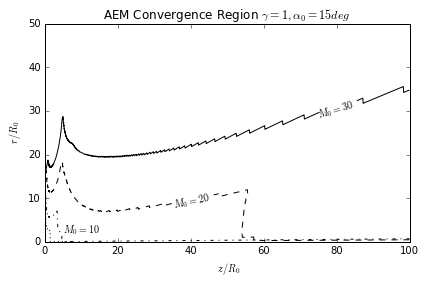 AEM Convergence Region γ = 1, α₀ = 15deg
r/R₀
50
40
30
20
10
0
M₀ = 30
M₀ = 20
M₀ = 10
0 20 40 60 80 100
z/R₀